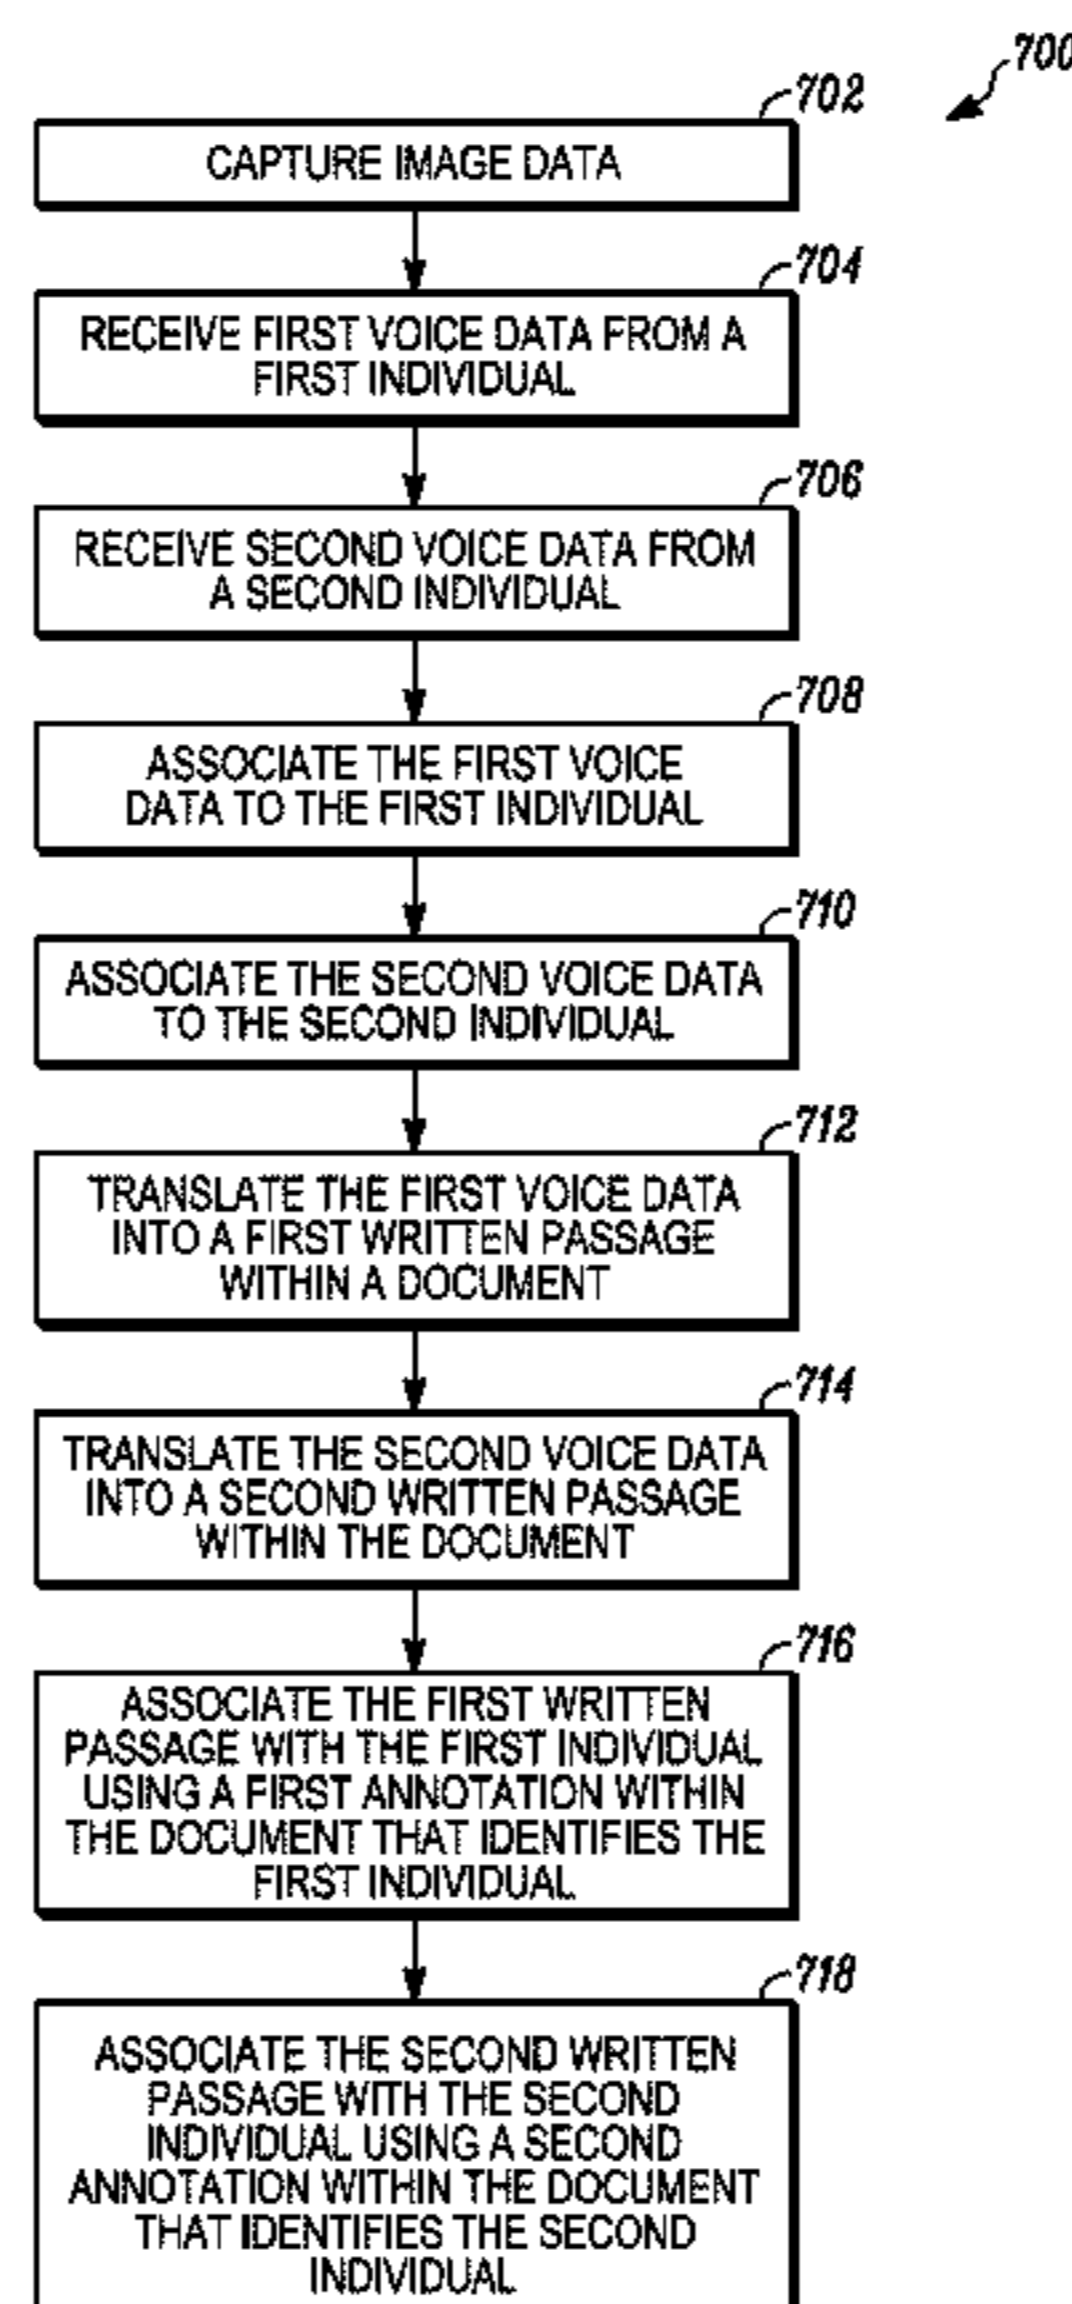 700
702
CAPTURE IMAGE DATA
704
RECEIVE FIRST VOICE DATA FROM A
FIRST INDIVIDUAL
706
RECEIVE SECOND VOICE DATA FROM
A SECOND INDIVIDUAL
708
ASSOCIATE THE FIRST VOICE
DATA TO THE FIRST INDIVIDUAL
710
ASSOCIATE THE SECOND VOICE DATA
TO THE SECOND INDIVIDUAL
712
TRANSLATE THE FIRST VOICE DATA
INTO A FIRST WRITTEN PASSAGE
WITHIN A DOCUMENT
714
TRANSLATE THE SECOND VOICE DATA
INTO A SECOND WRITTEN PASSAGE
WITHIN THE DOCUMENT
716
ASSOCIATE THE FIRST WRITTEN
PASSAGE WITH THE FIRST INDIVIDUAL
USING A FIRST ANNOTATION WITHIN
THE DOCUMENT THAT IDENTIFIES THE
FIRST INDIVIDUAL
718
ASSOCIATE THE SECOND WRITTEN
PASSAGE WITH THE SECOND
INDIVIDUAL USING A SECOND
ANNOTATION WITHIN THE DOCUMENT
THAT IDENTIFIES THE SECOND
INDIVIDUAL